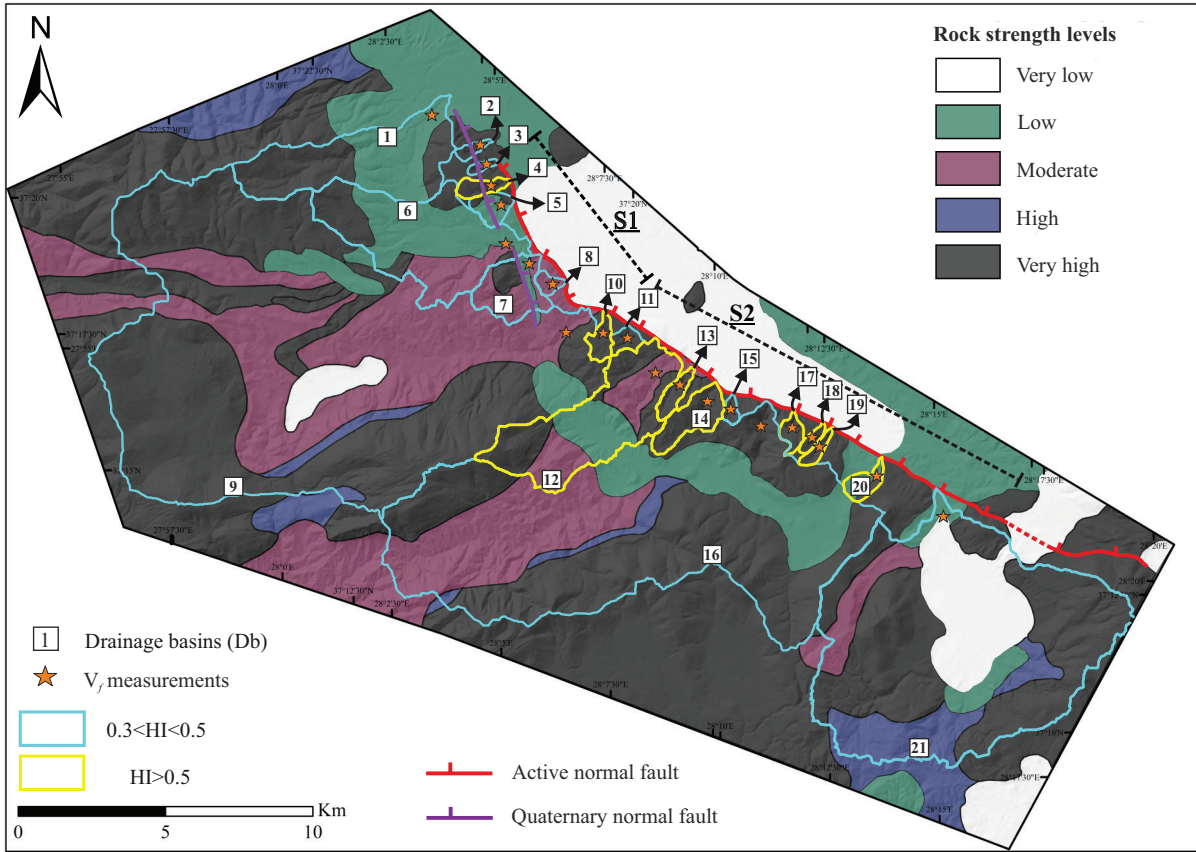 N
Rock strength levels
Very low
Low
Moderate
High
Very high
28°2'30"E
37°22'30"N
28°0'E
28°5'E
27°57'30"E
27°55'E
37°20'N
28°7'30"E
37°20'N
1
2
3
4
5
6
S1
28°10'E
8
10
11
7
S2
28°12'30"E
13
15
17
18
19
14
28°15'E
37°17'30"N
27°55'E
37°15'N
9
12
20
28°17'30"E
16
27°57'30"E
28°0'E
37°12'30"N
28°2'30"E
28°5'E
28°20'E
28°20'E
28°7'30"E
28°10'E
37°10'N
21
28°12'30"E
28°17'30"E
28°15'E
1 Drainage basins (Db)
Vf measurements
0.3<HI<0.5
HI>0.5
Km
0 5 10
Active normal fault
Quaternary normal fault